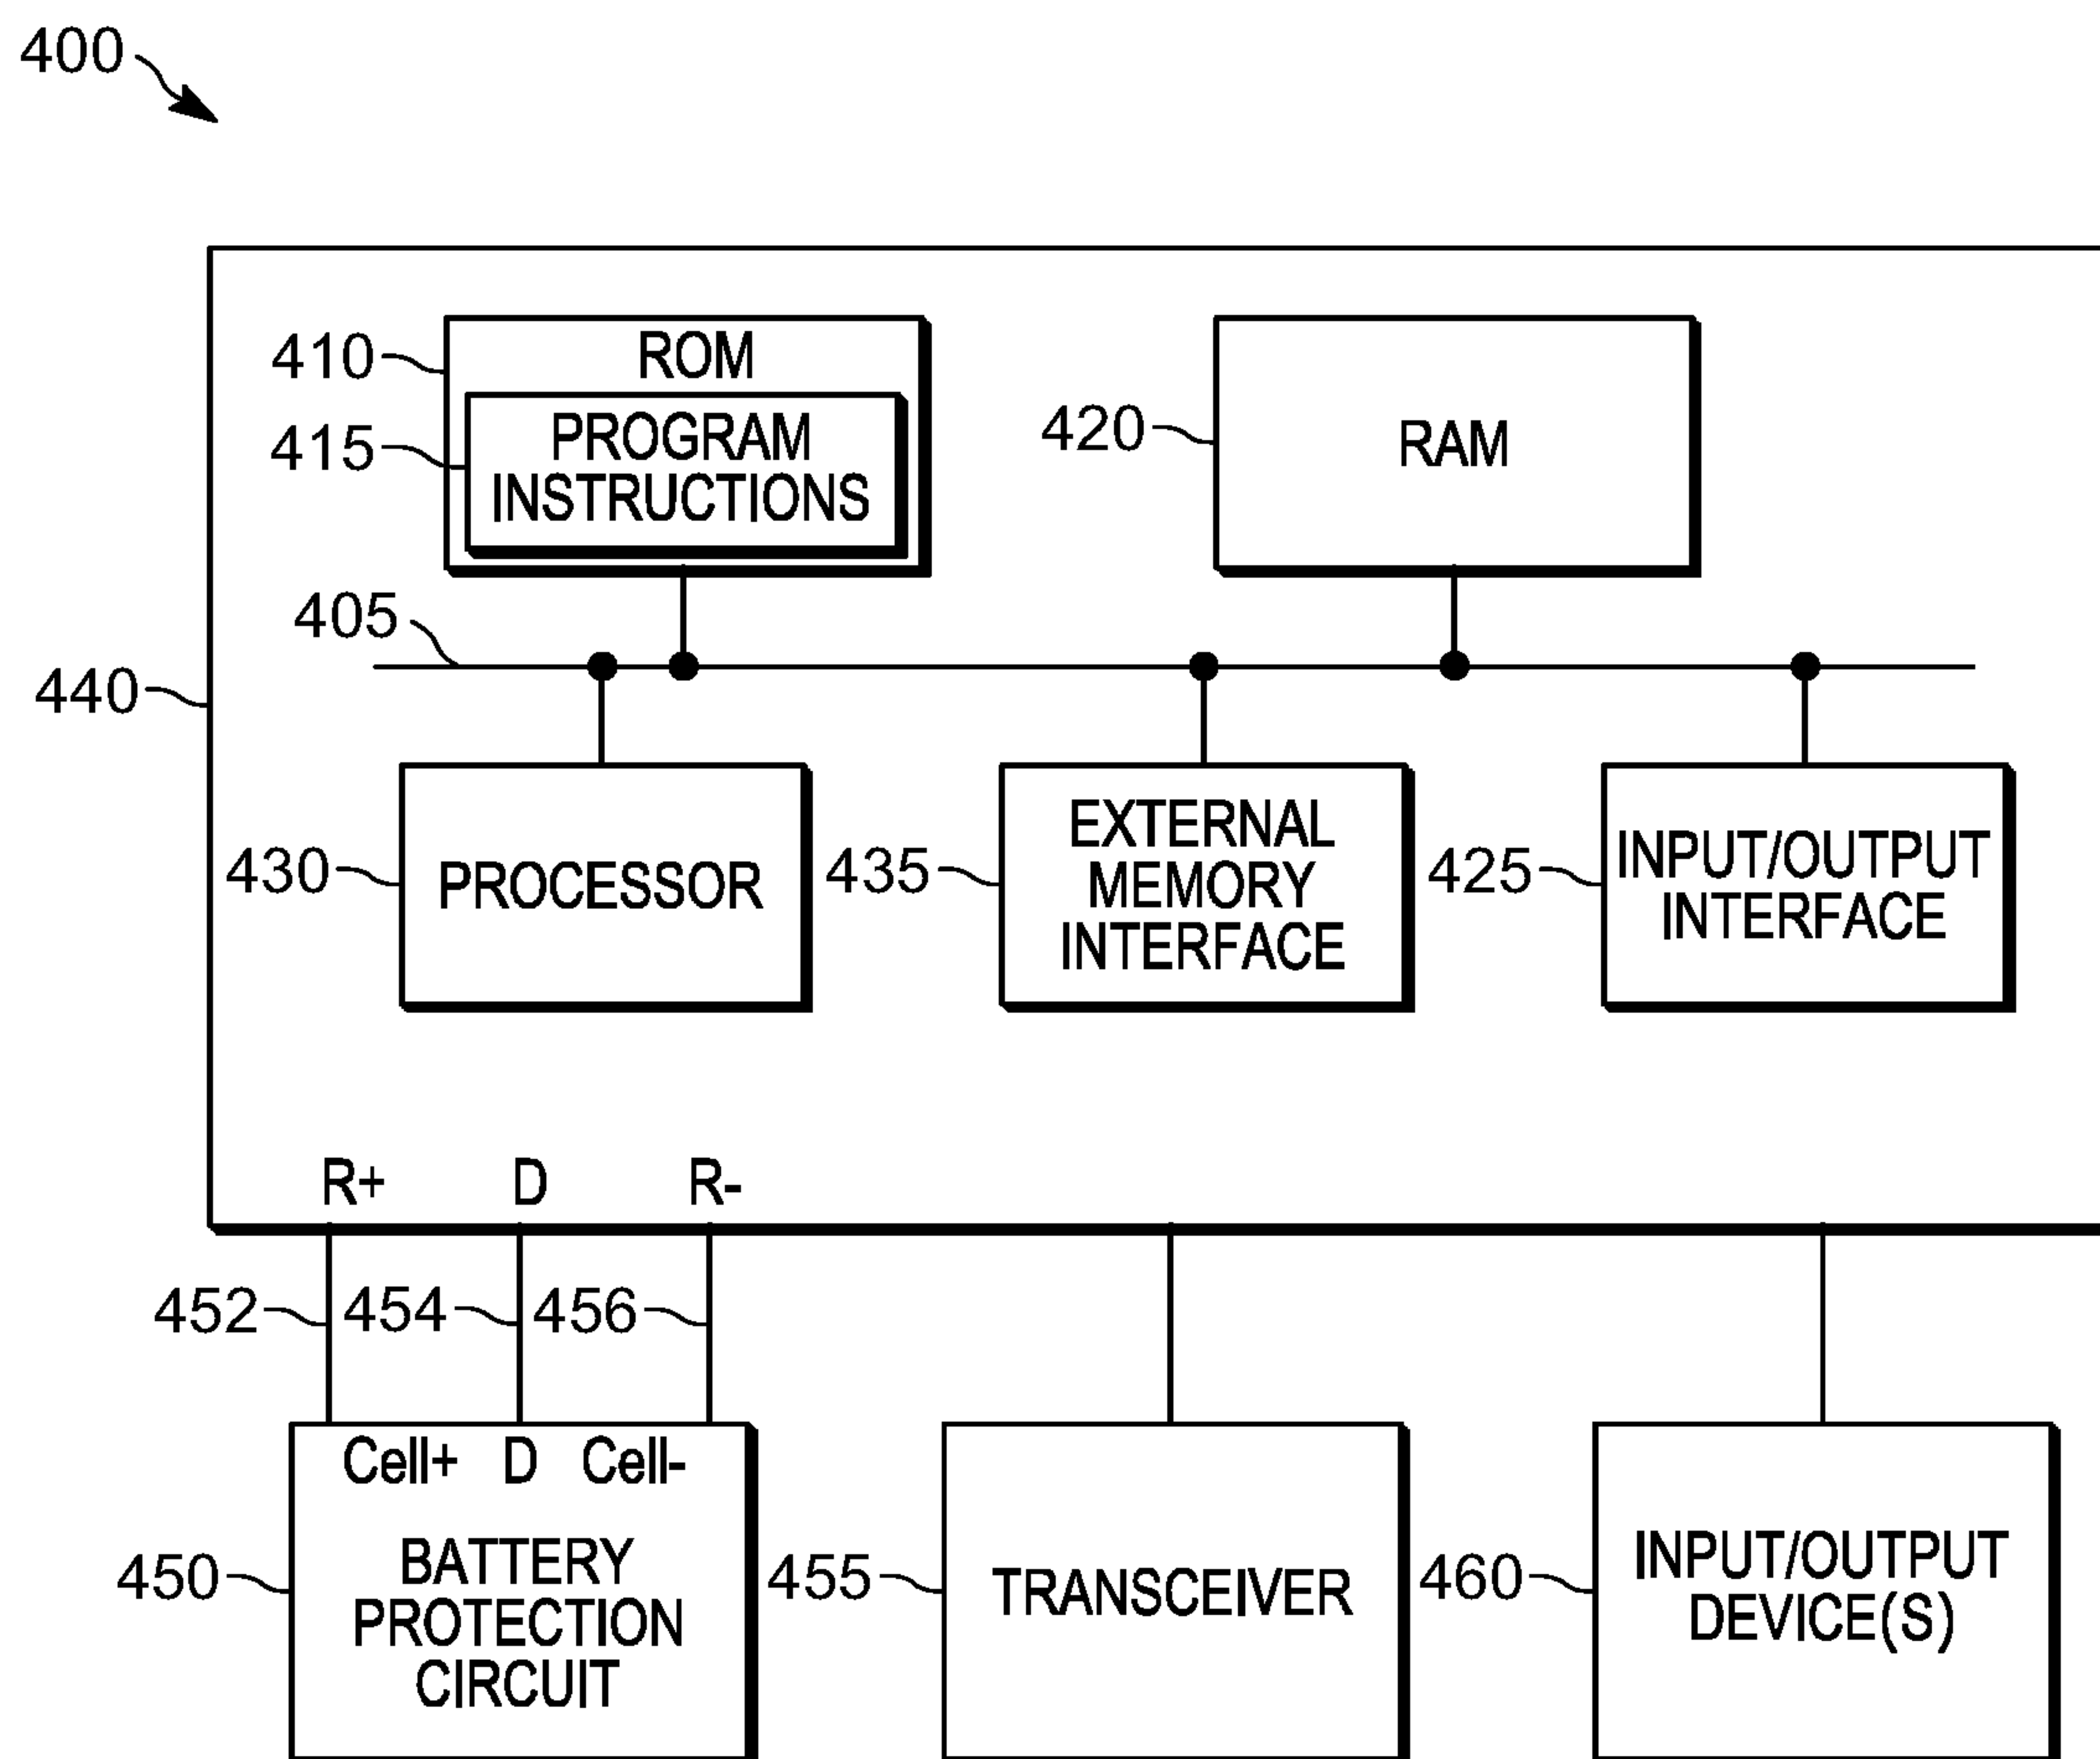 400
410
ROM
415
PROGRAM
INSTRUCTIONS
420
RAM
405
440
430
PROCESSOR
435
EXTERNAL
MEMORY
INTERFACE
425
INPUT/OUTPUT
INTERFACE
R+ D R-
452
454
456
Cell+ D Cell-
450
BATTERY
PROTECTION
CIRCUIT
455
TRANSCEIVER
460
INPUT/OUTPUT
DEVICE(S)